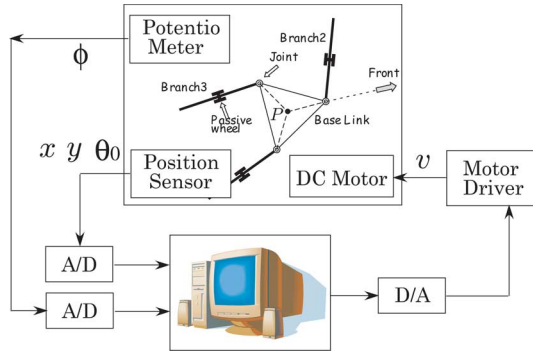 Potentio
Meter
ϕ
Branch2
Joint
Front
Branch3
P
Passive
wheel
Base Link
x y θ0
Position
Sensor
DC Motor
v
Motor
Driver
A/D
A/D
D/A